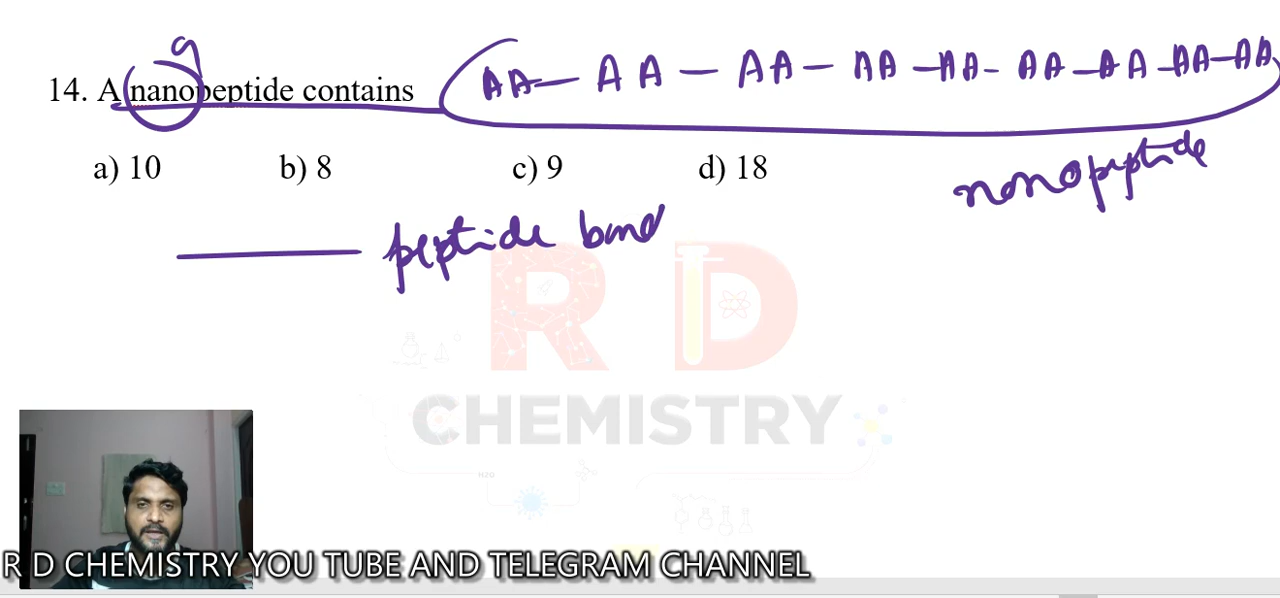 9
14. A nanopeptide contains AA — AA — AA — AA — AA - AA — AA — AA — AA
a) 10 b) 8 c) 9 d) 18
nonopeptide
——— peptide bond
R D
CHEMISTRY
H2O
R D CHEMISTRY YOU TUBE AND TELEGRAM CHANNEL